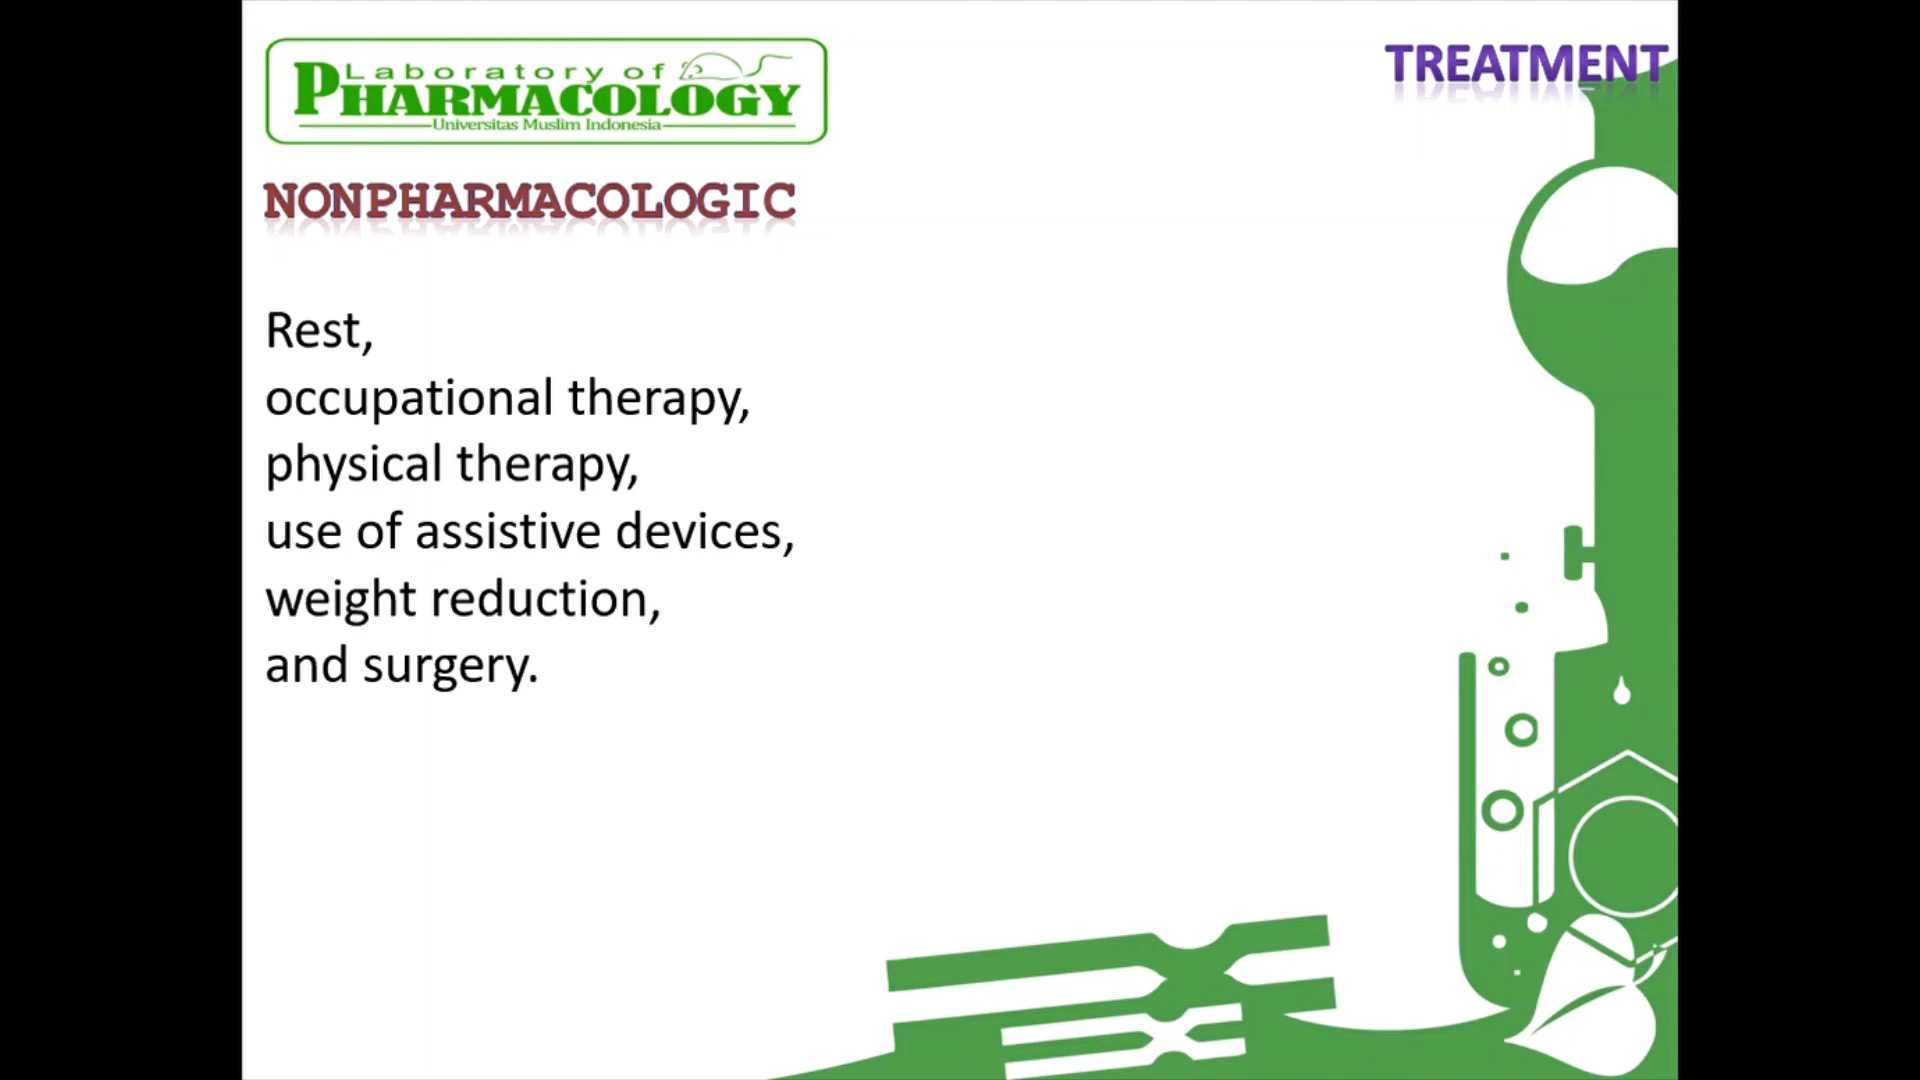 Laboratory of
PHARMACOLOGY
Universitas Muslim Indonesia
TREATMENT
NONPHARMACOLOGIC
Rest,
occupational therapy,
physical therapy,
use of assistive devices,
weight reduction,
and surgery.